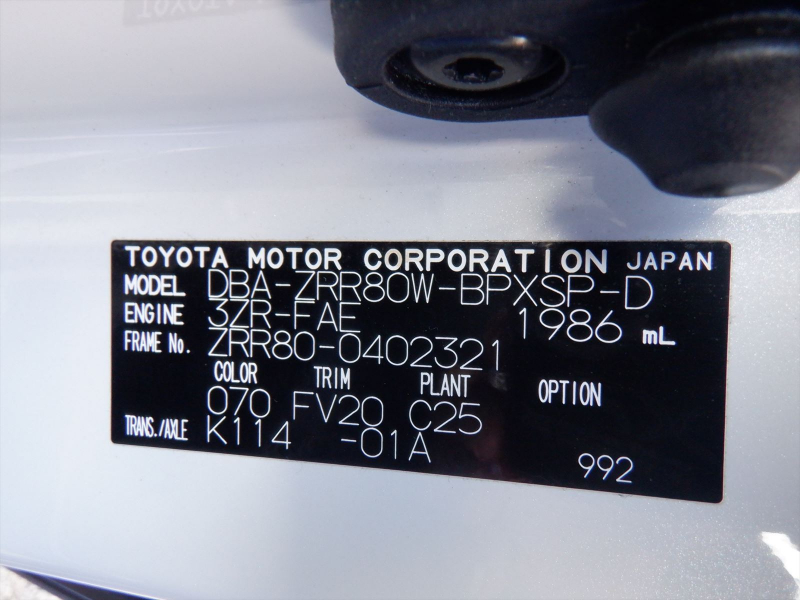 TOYOTA MOTOR CORPORATION JAPAN
MODEL DBA-ZRR80W-BPXSP-D
ENGINE 3ZR-FAE 1986 mL
FRAME No. ZRR80-0402321
COLOR TRIM PLANT OPTION
070 FV20 C25
TRANS./AXLE K114 -01A
992